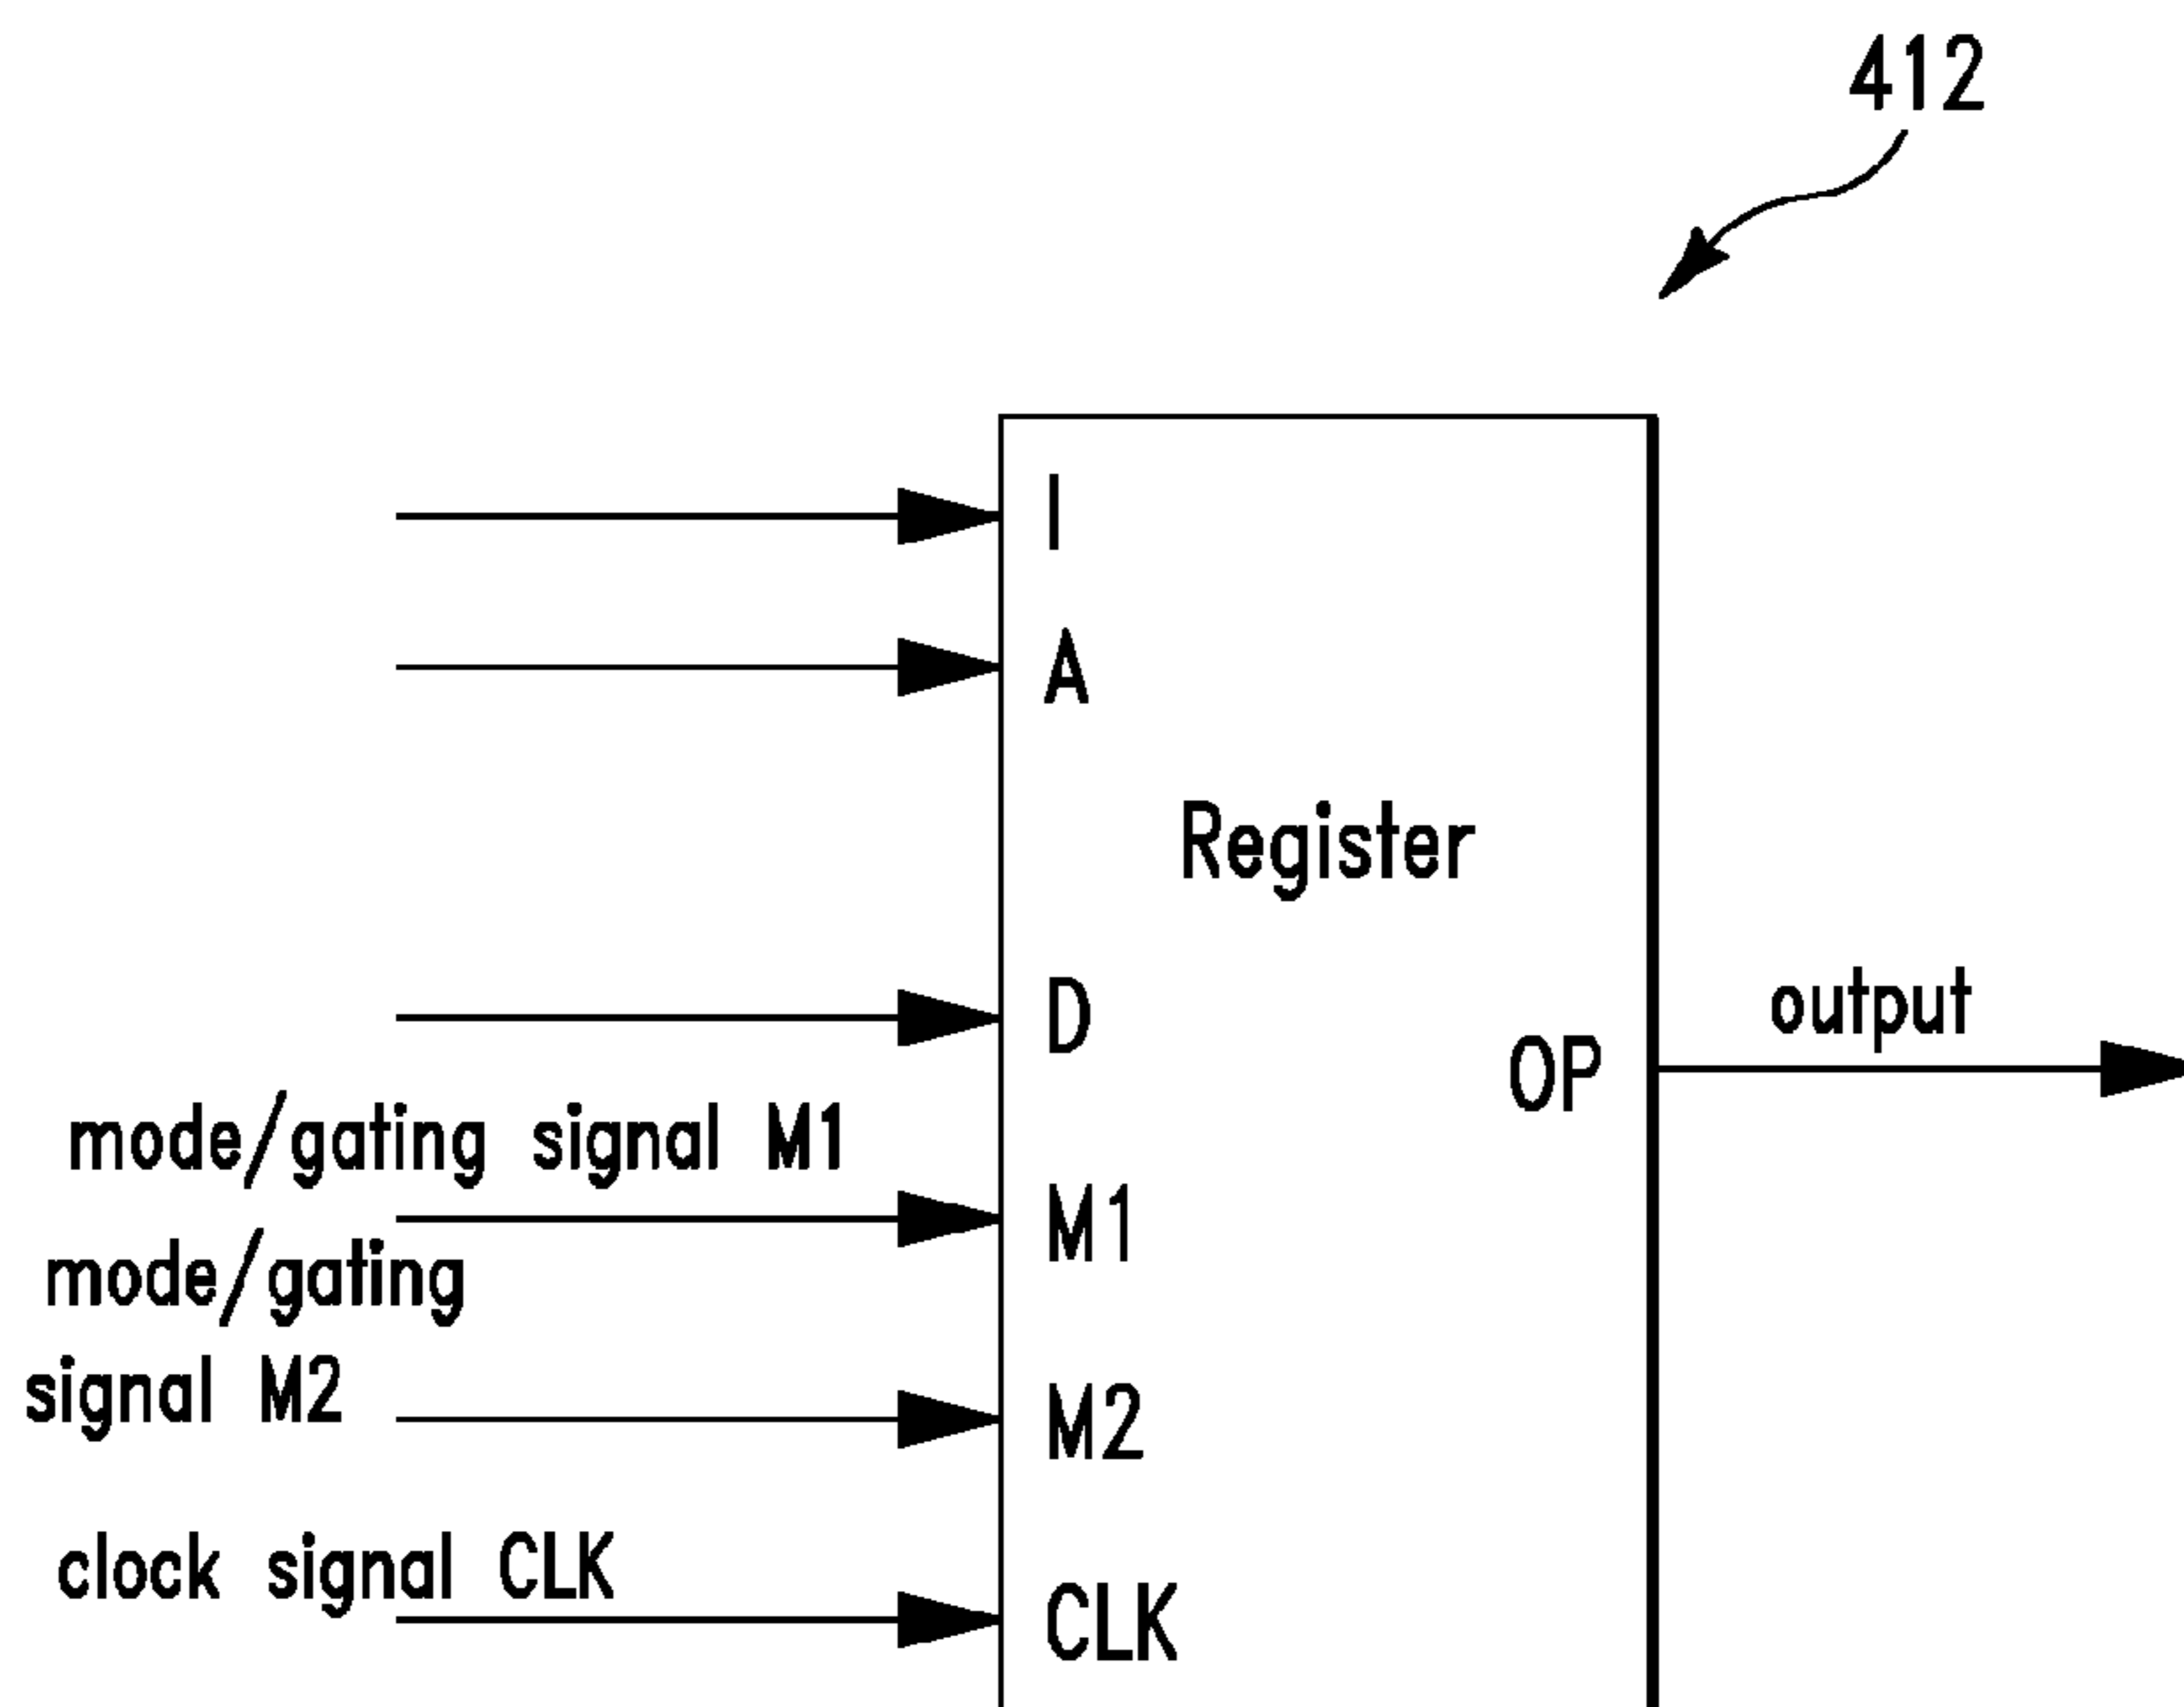 412
I
A
Register
D
output
OP
mode/gating signal M1
M1
mode/gating
signal M2
M2
clock signal CLK
CLK